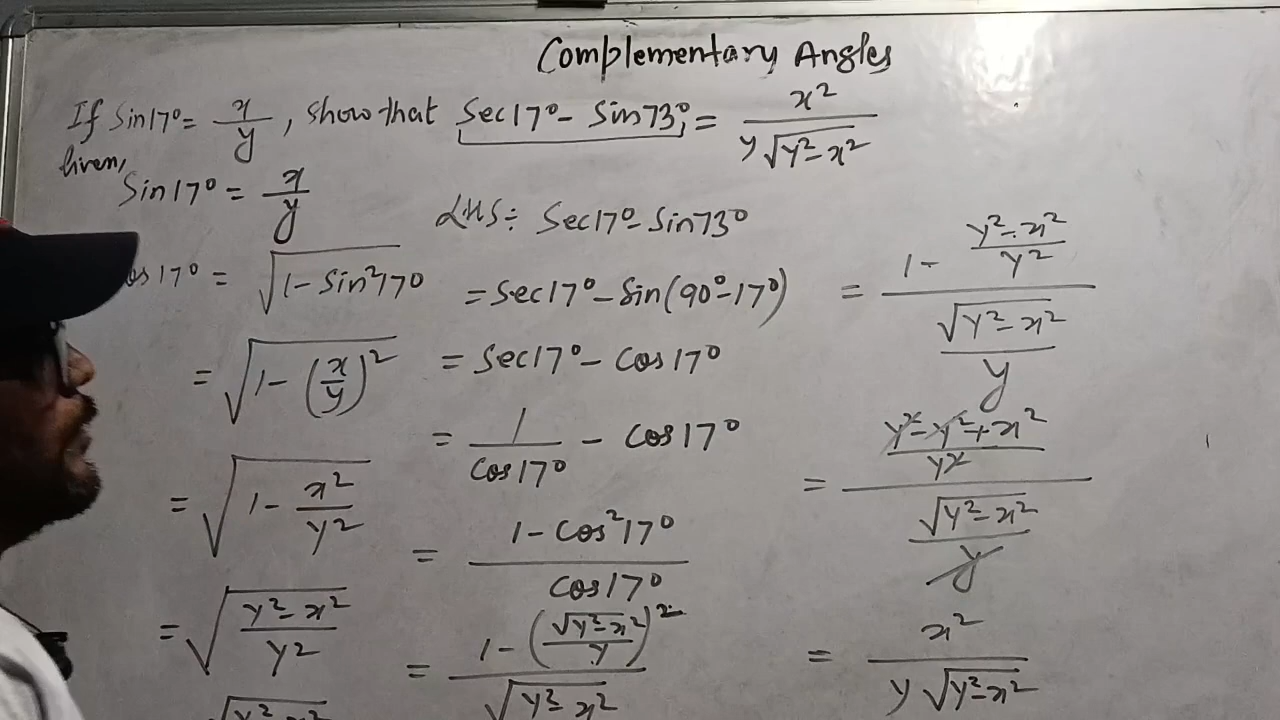 Complementary Angles
If Sin17° = x/y, show that Sec17° - Sin73° = x²/(y√(y²-x²))
Given,
Sin17° = x/y
os 17° = √(1-Sin²17°)
= √(1-(x/y)²)
= √(1-x²/y²)
= √((y²-x²)/y²)
√(y²-x²)
LHS:- Sec17° - Sin73°
= Sec17° - Sin(90°-17°)
= Sec17° - Cos17°
= 1/Cos17° - Cos17°
= (1-Cos²17°)/Cos17°
= (1-(√(y²-x²)/y)²)/√(y²-x²)
= (1-(y²-x²)/y²)/(√(y²-x²)/y)
= ((y²-y²+x²)/y²)/(√(y²-x²)/y)
= x²/(y√(y²-x²))